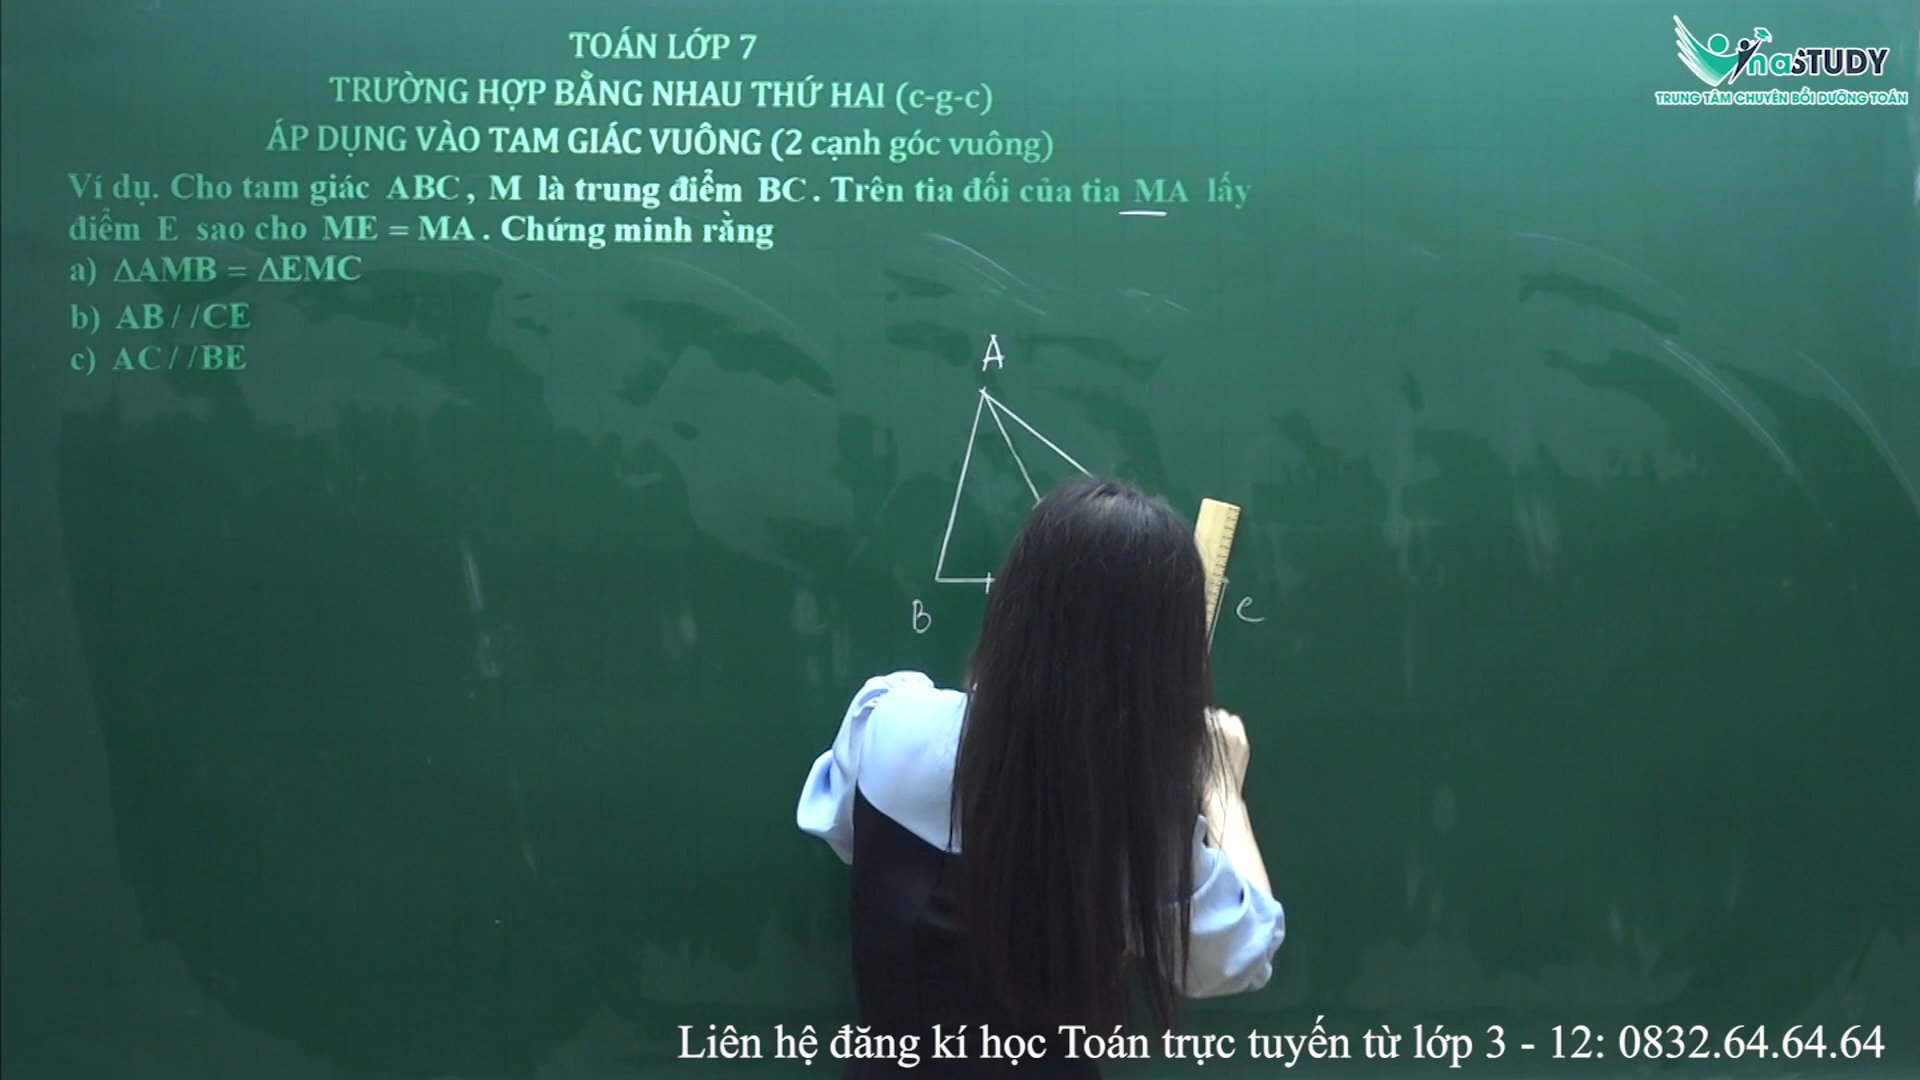 TOÁN LỚP 7
TRƯỜNG HỢP BẰNG NHAU THỨ HAI (c-g-c)
ÁP DỤNG VÀO TAM GIÁC VUÔNG (2 cạnh góc vuông)
Ví dụ. Cho tam giác ABC, M là trung điểm BC. Trên tia đối của tia MA lấy
điểm E sao cho ME = MA. Chứng minh rằng
a) ΔAMB = ΔEMC
b) AB//CE
c) AC//BE
A
B
C
VinaSTUDY
TRUNG TÂM CHUYÊN BỒI DƯỠNG TOÁN
Liên hệ đăng kí học Toán trực tuyến từ lớp 3 - 12: 0832.64.64.64